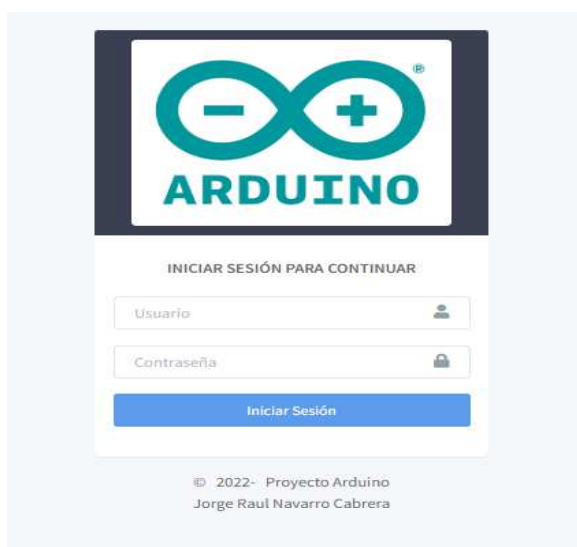 ®
ARDUINO
INICIAR SESIÓN PARA CONTINUAR
Usuario
Contraseña
Iniciar Sesión
© 2022- Proyecto Arduino
Jorge Raul Navarro Cabrera